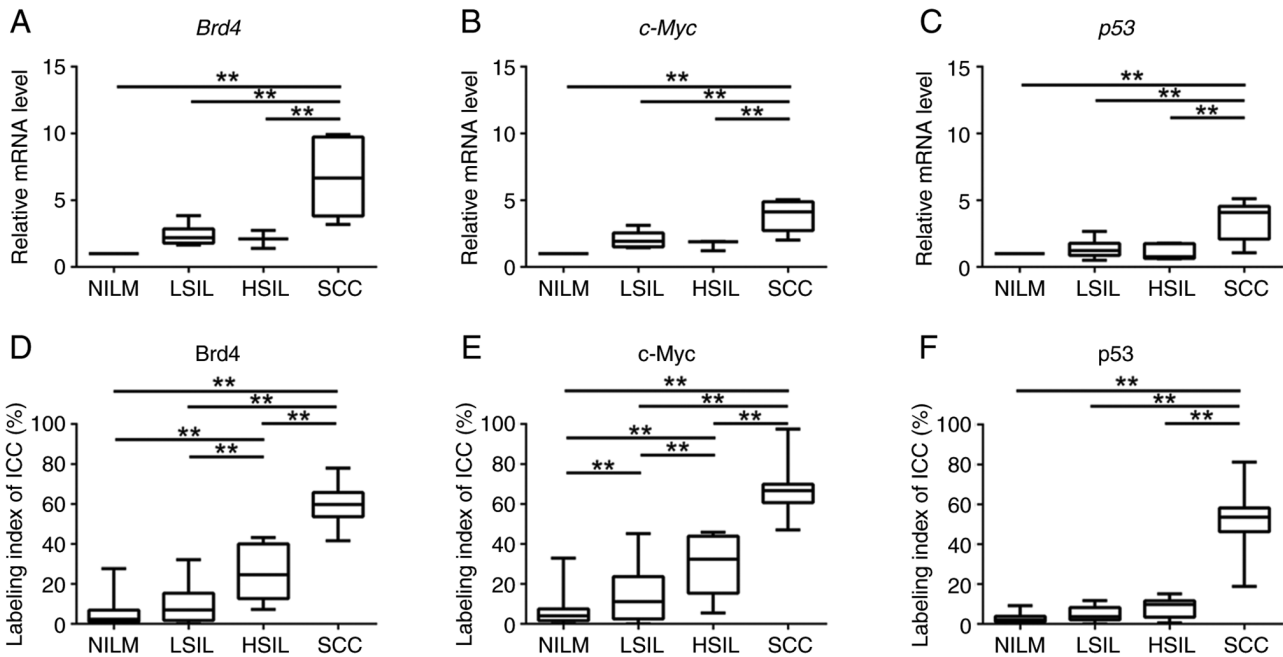 A
Brd4
Relative mRNA level
15
10
5
0
**
**
**
NILM LSIL HSIL SCC
B
c-Myc
Relative mRNA level
15
10
5
0
**
**
**
NILM LSIL HSIL SCC
C
p53
Relative mRNA level
15
10
5
0
**
**
**
NILM LSIL HSIL SCC
D
Brd4
Labeling index of ICC (%)
100
80
60
40
20
0
**
**
**
**
**
NILM LSIL HSIL SCC
E
c-Myc
Labeling index of ICC (%)
100
80
60
40
20
0
**
**
**
**
**
**
NILM LSIL HSIL SCC
F
p53
Labeling index of ICC (%)
100
80
60
40
20
0
**
**
**
NILM LSIL HSIL SCC